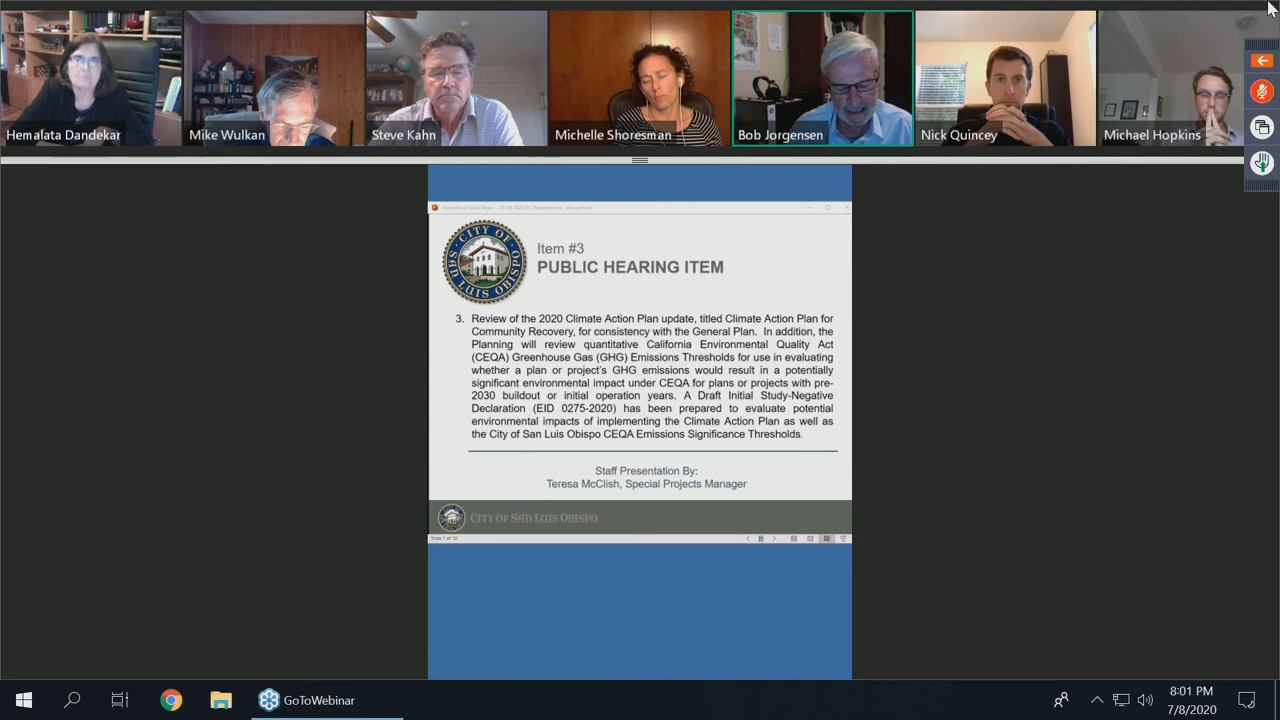 Hemalata Dandekar
Mike Wulkan
Steve Kahn
Michelle Shoresman
Bob Jorgensen
Nick Quincey
Michael Hopkins
CITY OF
SAN LUIS OBISPO
Item #3
PUBLIC HEARING ITEM
3. Review of the 2020 Climate Action Plan update, titled Climate Action Plan for
Community Recovery, for consistency with the General Plan. In addition, the
Planning will review quantitative California Environmental Quality Act
(CEQA) Greenhouse Gas (GHG) Emissions Thresholds for use in evaluating
whether a plan or project's GHG emissions would result in a potentially
significant environmental impact under CEQA for plans or projects with pre-
2030 buildout or initial operation years. A Draft Initial Study-Negative
Declaration (EID 0275-2020) has been prepared to evaluate potential
environmental impacts of implementing the Climate Action Plan as well as
the City of San Luis Obispo CEQA Emissions Significance Thresholds.
Staff Presentation By:
Teresa McClish, Special Projects Manager
CITY OF SAN LUIS OBISPO
Slide 7 of 10
GoToWebinar
8:01 PM
7/8/2020